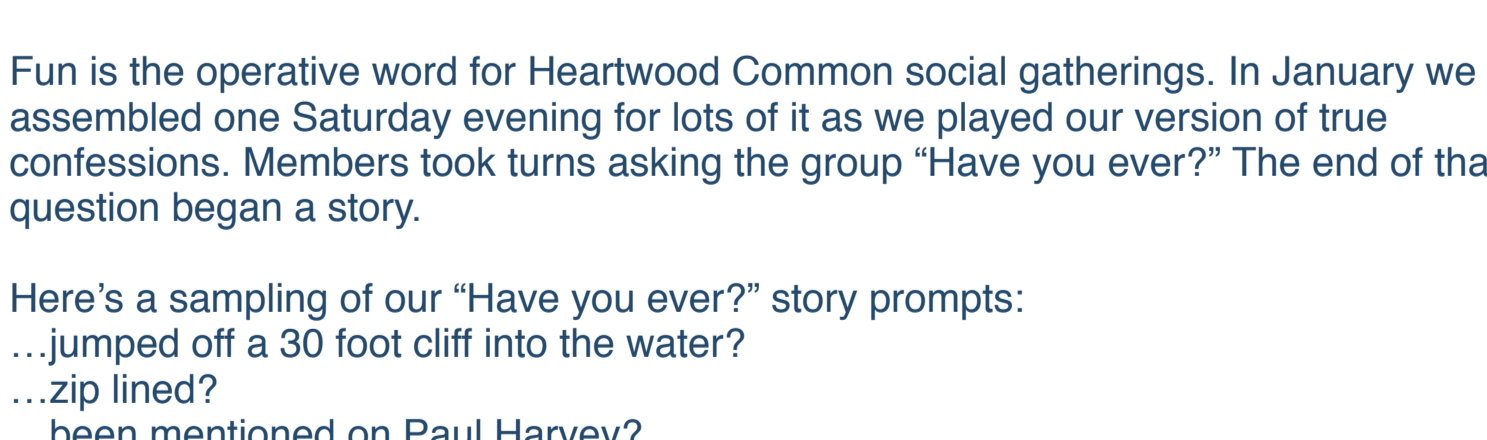 Fun is the operative word for Heartwood Common social gatherings. In January we
assembled one Saturday evening for lots of it as we played our version of true
confessions. Members took turns asking the group “Have you ever?” The end of tha
question began a story.
Here’s a sampling of our “Have you ever?” story prompts:
…jumped off a 30 foot cliff into the water?
…zip lined?
been mentioned on Paul Harvey?